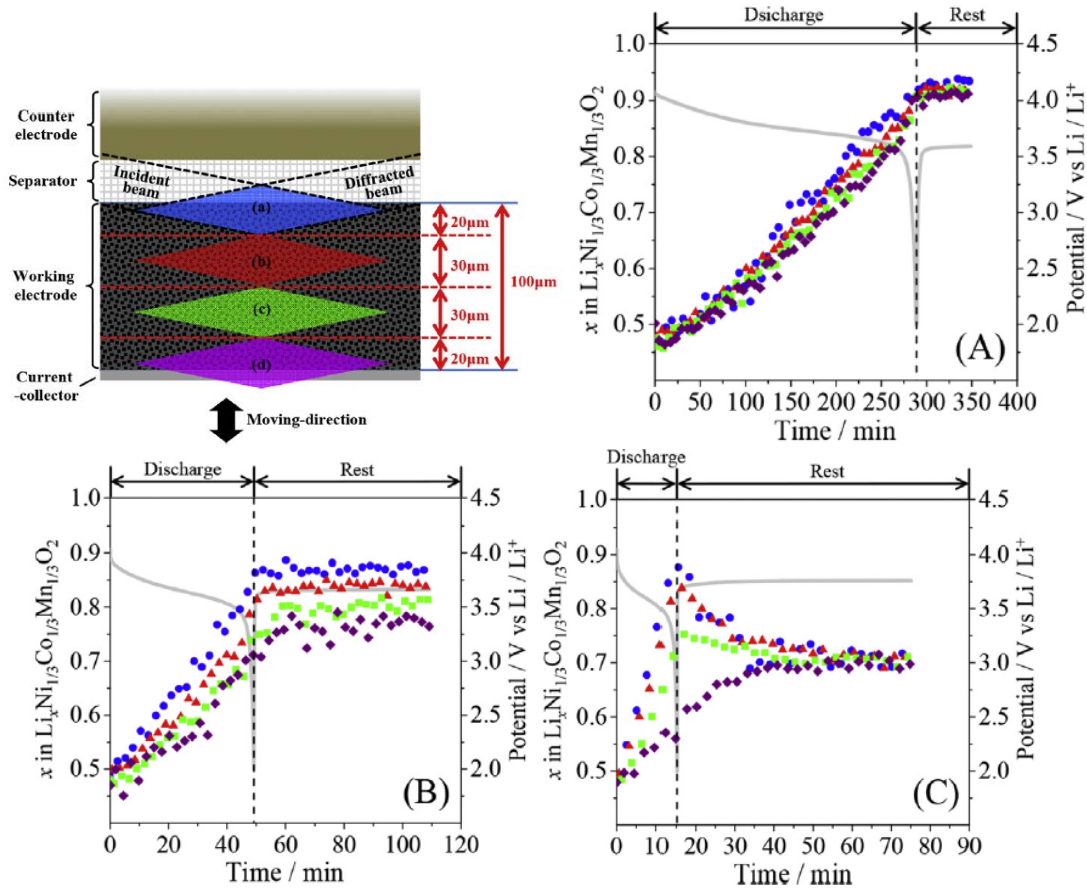 Counter
electrode
Separator
Working
electrode
Current
-collector
Incident
beam
Diffracted
beam
(a)
(b)
(c)
(d)
20μm
30μm
30μm
20μm
100μm
Moving-direction
Dsicharge
Rest
1.0
0.9
0.8
0.7
0.6
0.5
x in LixNi1/3Co1/3Mn1/3O2
4.5
4.0
3.5
3.0
2.5
2.0
Potential / V vs Li / Li+
(A)
0 50 100 150 200 250 300 350 400
Time / min
Discharge
Rest
1.0
0.9
0.8
0.7
0.6
0.5
x in LixNi1/3Co1/3Mn1/3O2
4.5
4.0
3.5
3.0
2.5
2.0
Potential / V vs Li / Li+
(B)
0 20 40 60 80 100 120
Time / min
Discharge
Rest
1.0
0.9
0.8
0.7
0.6
0.5
x in LixNi1/3Co1/3Mn1/3O2
4.5
4.0
3.5
3.0
2.5
2.0
Potential / V vs Li / Li+
(C)
0 10 20 30 40 50 60 70 80 90
Time / min